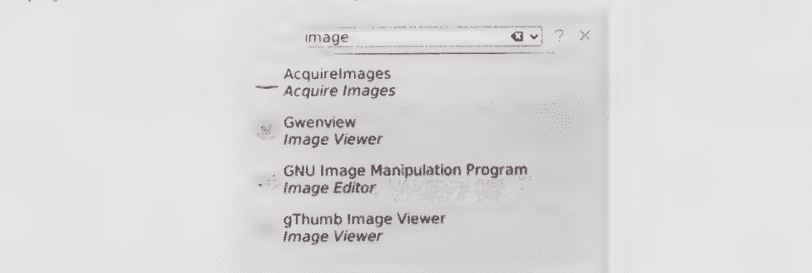 image
? ×
AcquireImages
Acquire Images
Gwenview
Image Viewer
GNU Image Manipulation Program
Image Editor
gThumb Image Viewer
Image Viewer